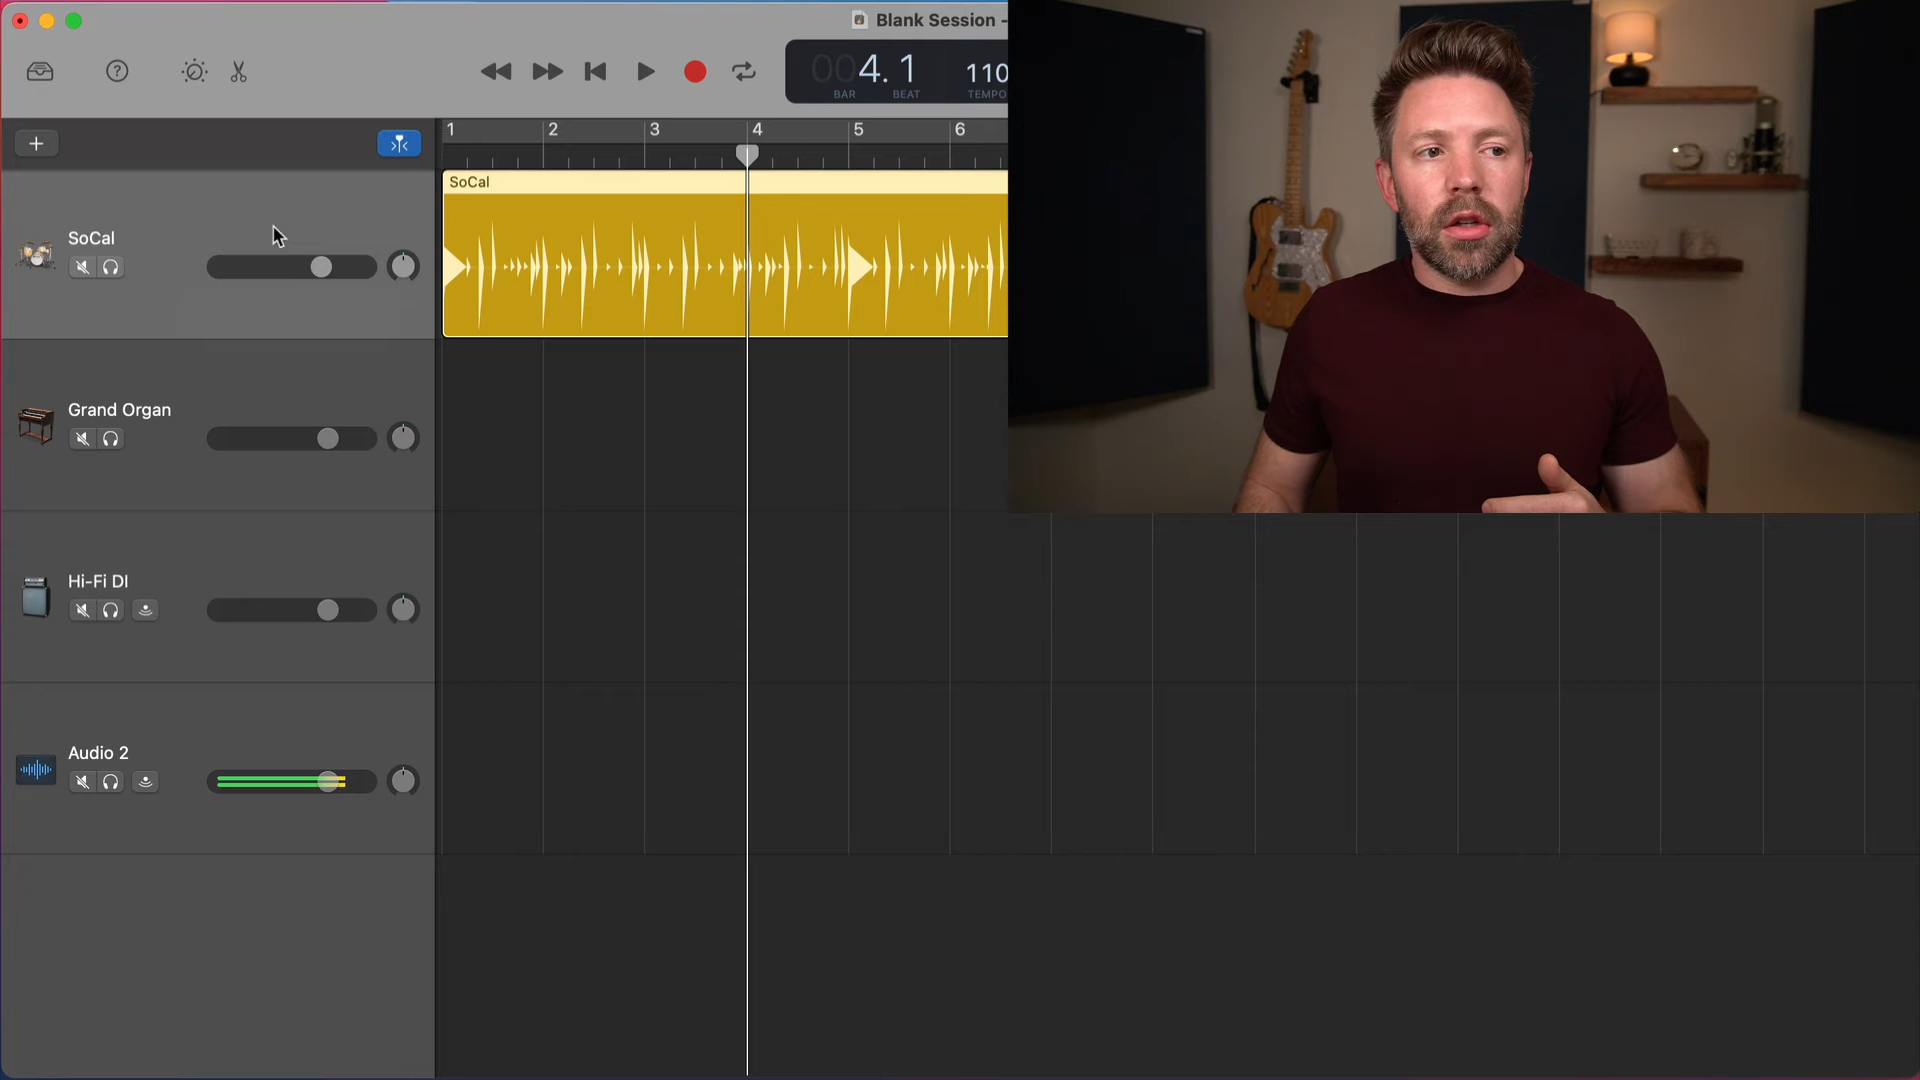 Blank Session -
004. 1
110
BAR
BEAT
TEMPO
1
2
3
4
5
6
SoCal
SoCal
Grand Organ
Hi-Fi DI
Audio 2